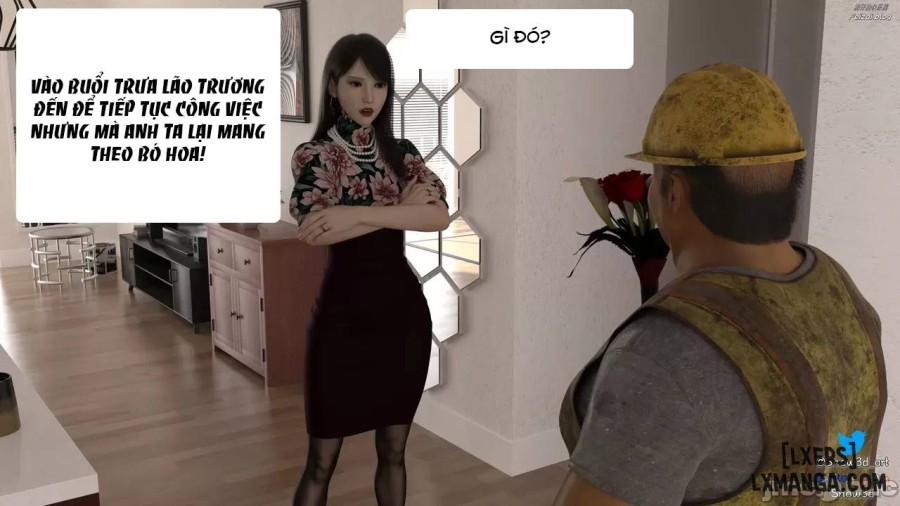 VÀO BUỔI TRƯA LÃO TRƯƠNG
ĐẾN ĐỂ TIẾP TỤC CÔNG VIỆC
NHƯNG MÀ ANH TA LẠI MANG
THEO BÓ HOA!
GÌ ĐÓ?
[LXERS]
LXMANGA.COM